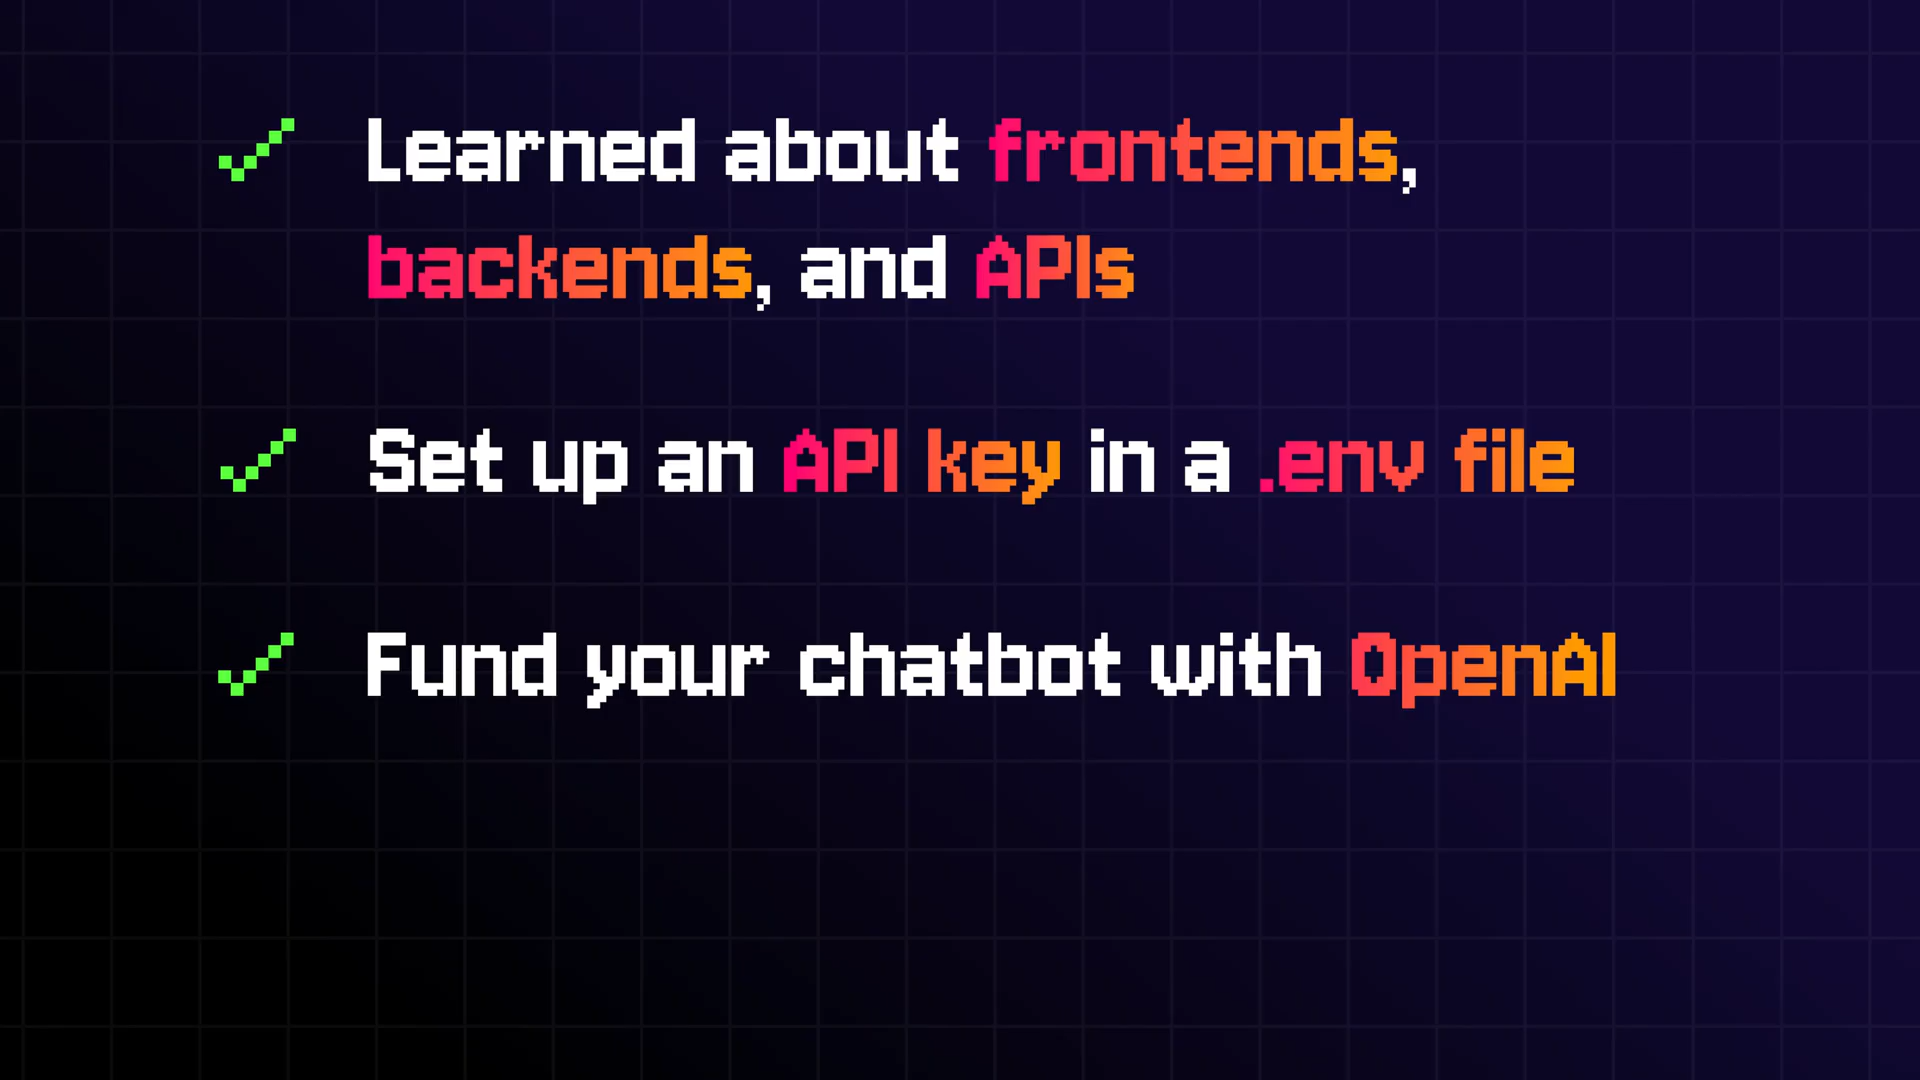 Learned about frontends,
backends, and APIs
Set up an API key in a .env file
Fund your chatbot with OpenAI